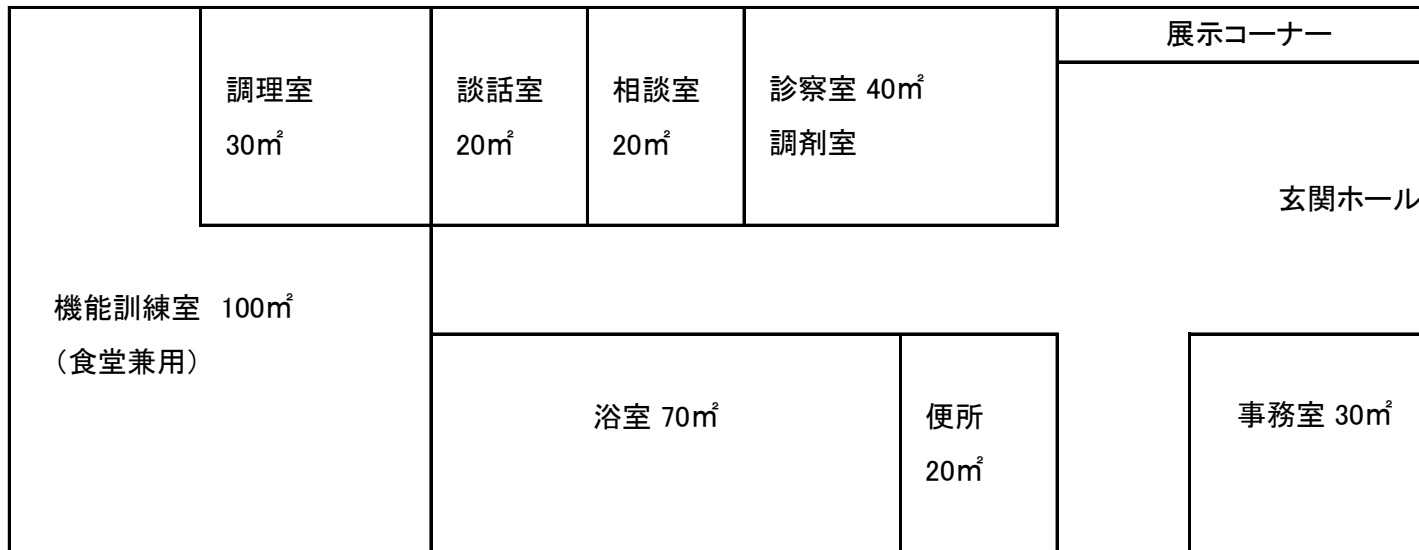 展示コーナー
調理室
30㎡
談話室
20㎡
相談室
20㎡
診察室 40㎡
調剤室
玄関ホール
機能訓練室 100㎡
(食堂兼用)
浴室 70㎡
便所
20㎡
事務室 30㎡